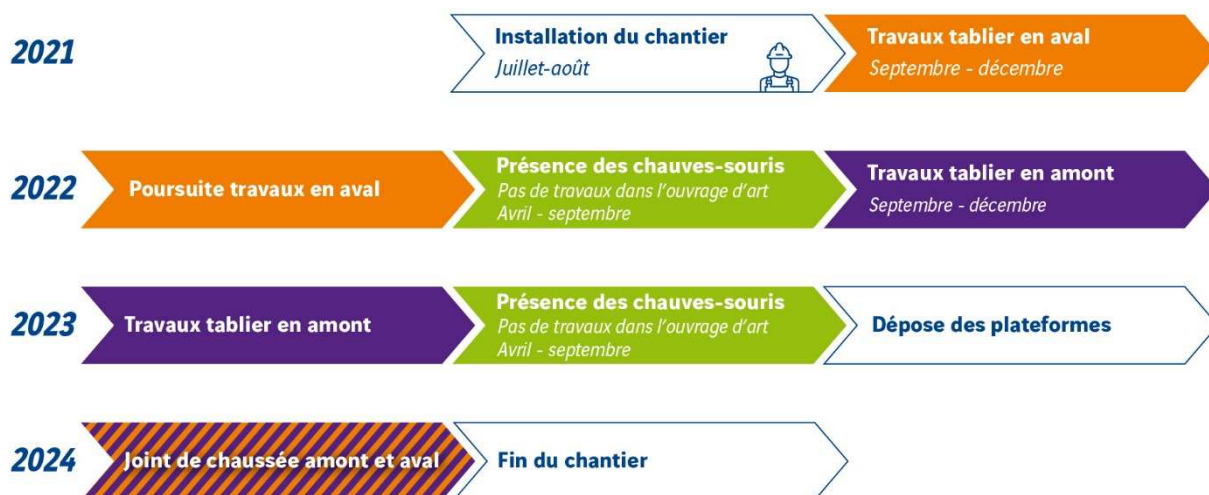 2021
Installation du chantier
Juillet-août
Travaux tablier en aval
Septembre - décembre
2022
Poursuite travaux en aval
Présence des chauves-souris
Pas de travaux dans l'ouvrage d'art
Avril - septembre
Travaux tablier en amont
Septembre - décembre
2023
Travaux tablier en amont
Présence des chauves-souris
Pas de travaux dans l'ouvrage d'art
Avril - septembre
Dépose des plateformes
2024
Joint de chaussée amont et aval
Fin du chantier